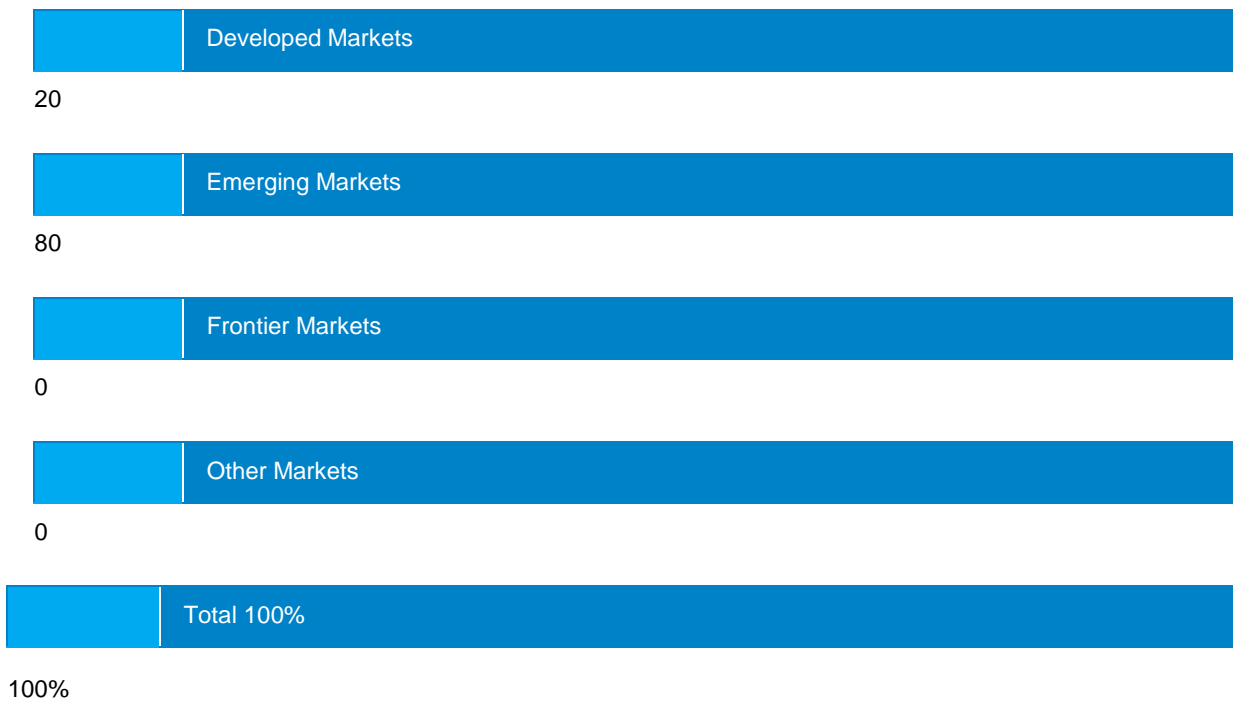 Developed Markets
20
Emerging Markets
80
Frontier Markets
0
Other Markets
0
Total 100%
100%